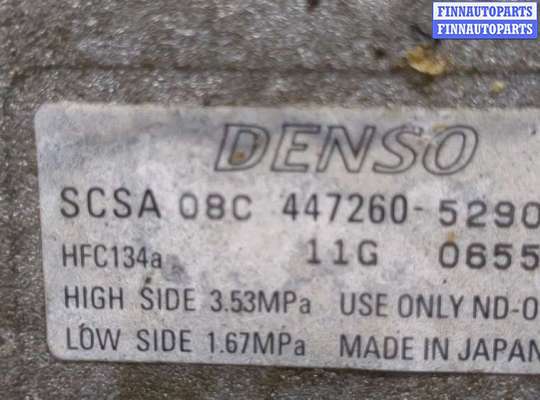 FINNAUTOPARTS
FINNAUTOPARTS
DENSO
SCSA 08C 447260-5290
HFC134a 11G 0655
HIGH SIDE 3.53MPa USE ONLY ND-O
LOW SIDE 1.67MPa MADE IN JAPAN